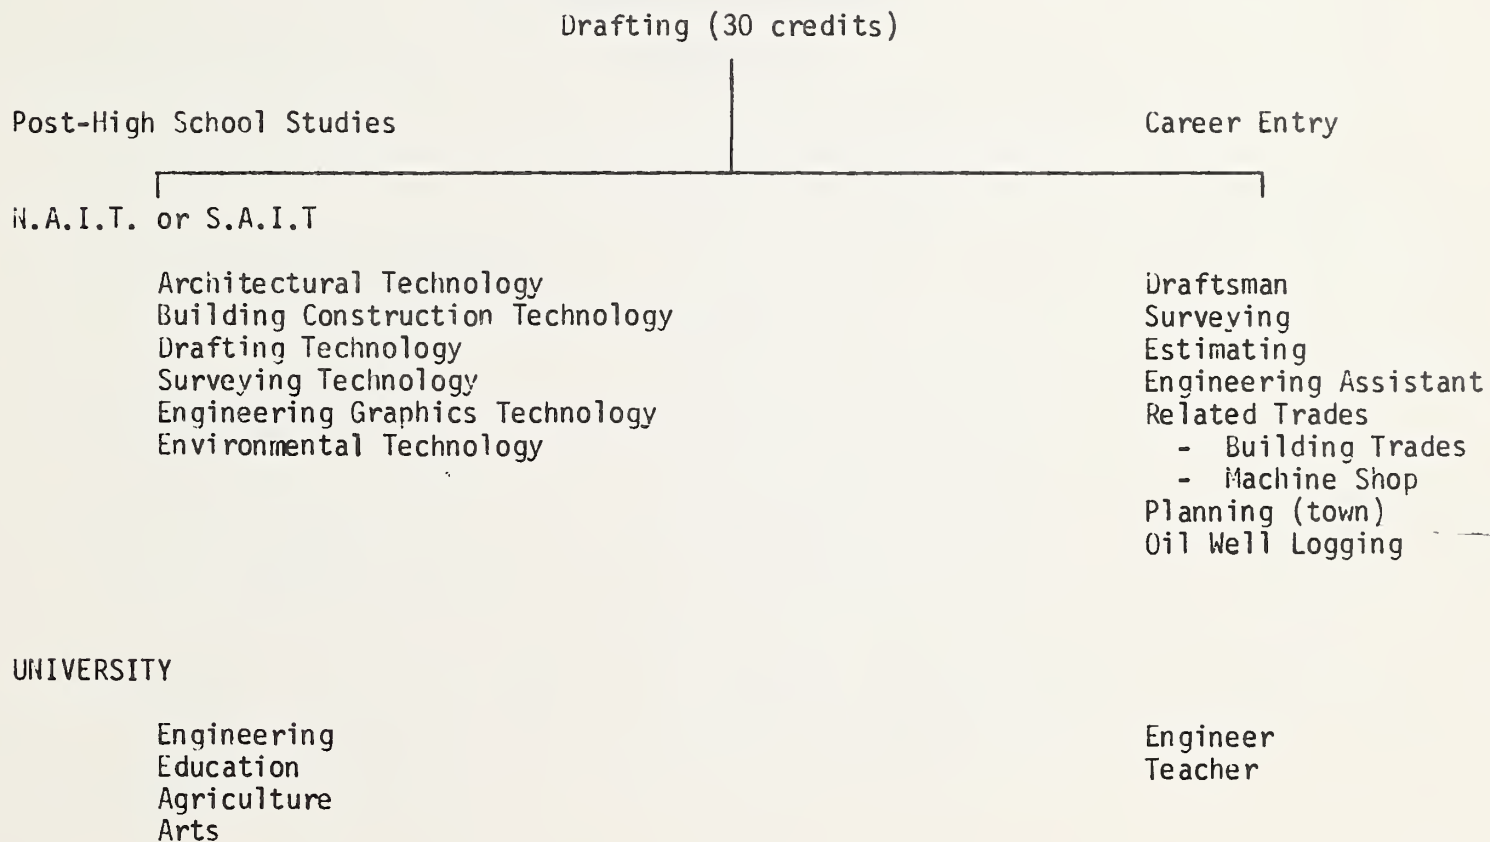 Drafting (30 credits)
Post-High School Studies
Career Entry
N.A.I.T. or S.A.I.T
Architectural Technology
Building Construction Technology
Drafting Technology
Surveying Technology
Engineering Graphics Technology
Environmental Technology
Draftsman
Surveying
Estimating
Engineering Assistant
Related Trades
- Building Trades
- Machine Shop
Planning (town)
Oil Well Logging
UNIVERSITY
Engineering
Education
Agriculture
Arts
Engineer
Teacher